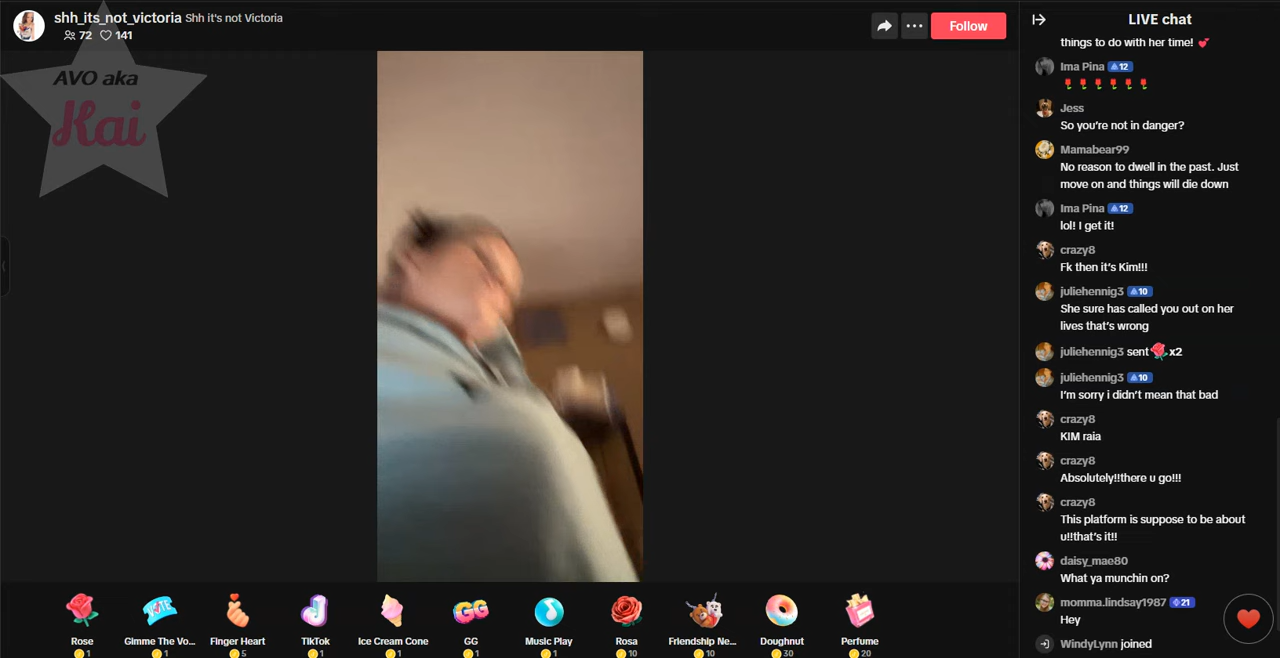 shh_its_not_victoria Shh it's not Victoria
72 141
Follow
AVO aka
Kai
LIVE chat
things to do with her time! 💕
Ima Pina 12
🌹🌹🌹🌹🌹🌹
Jess
So you're not in danger?
Mamabear99
No reason to dwell in the past. Just
move on and things will die down
Ima Pina 12
lol! I get it!
crazy8
Fk then it's Kim!!!
juliehennig3 10
She sure has called you out on her
lives that's wrong
juliehennig3 sent 🌹x2
juliehennig3 10
I'm sorry i didn't mean that bad
crazy8
KIM raia
crazy8
Absolutely!!there u go!!!
crazy8
This platform is suppose to be about
u!!that's it!!
daisy_mae80
What ya munchin on?
momma.lindsay1987 21
Hey
WindyLynn joined
GG
Rose Gimme The Vo... Finger Heart TikTok Ice Cream Cone GG Music Play Rosa Friendship Ne... Doughnut Perfume
1 1 5 1 1 1 1 10 10 30 20